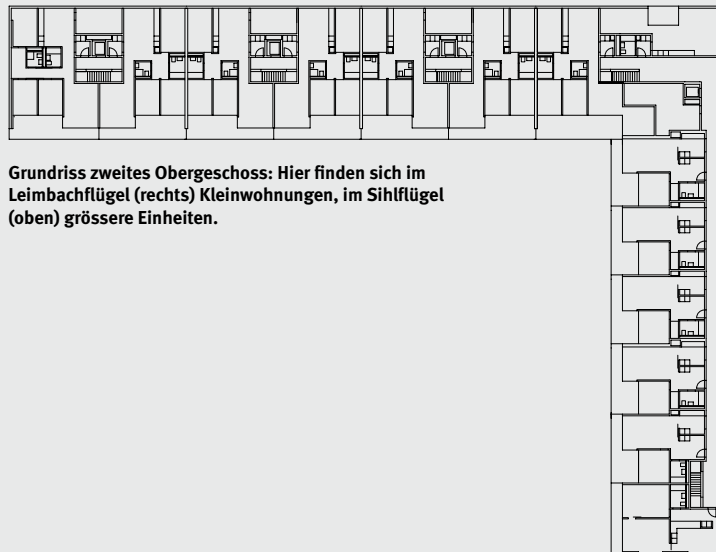 Grundriss zweites Obergeschoss: Hier finden sich im
Leimbachflügel (rechts) Kleinwohnungen, im Sihlflügel
(oben) grössere Einheiten.